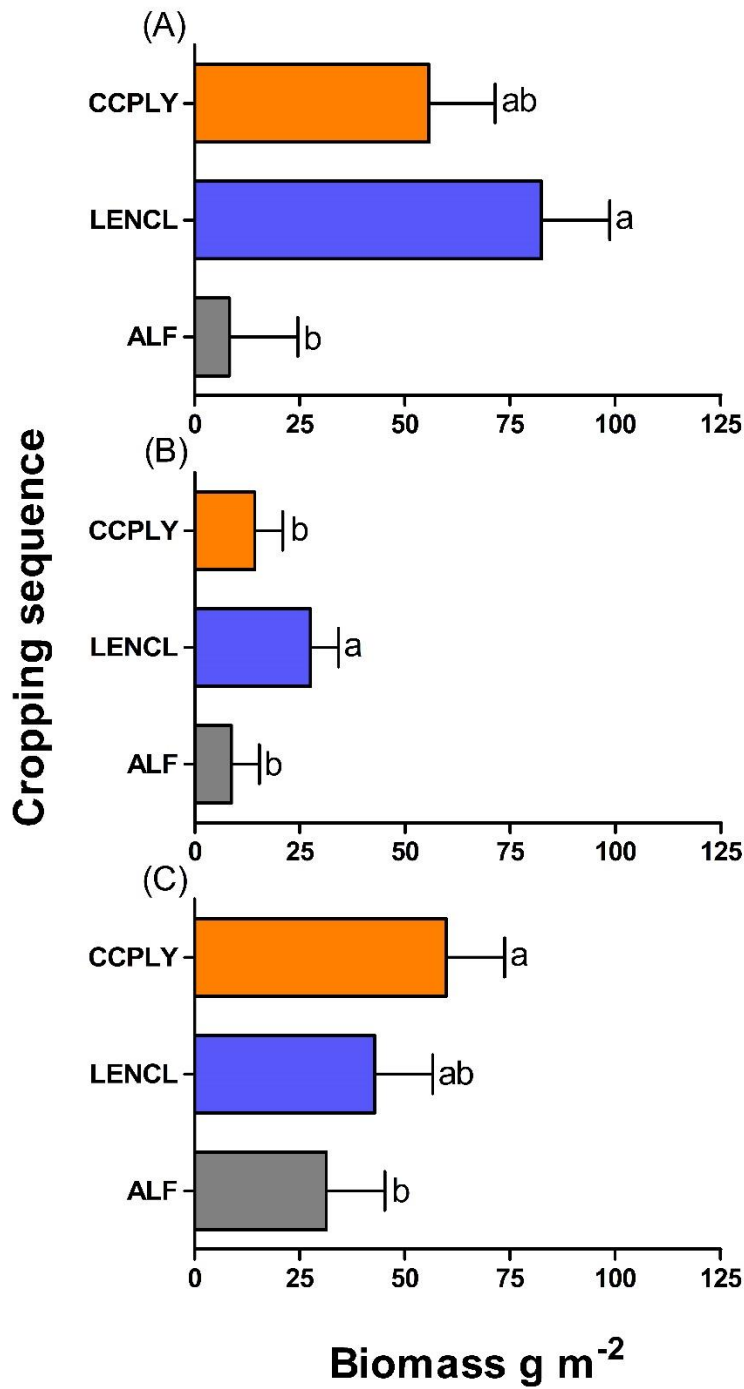 (A)
CCPLY
ab
LENCL
a
ALF
b
0 25 50 75 100 125
(B)
CCPLY
b
LENCL
a
ALF
b
0 25 50 75 100 125
(C)
CCPLY
a
LENCL
ab
ALF
b
0 25 50 75 100 125
Cropping sequence
Biomass g m⁻²